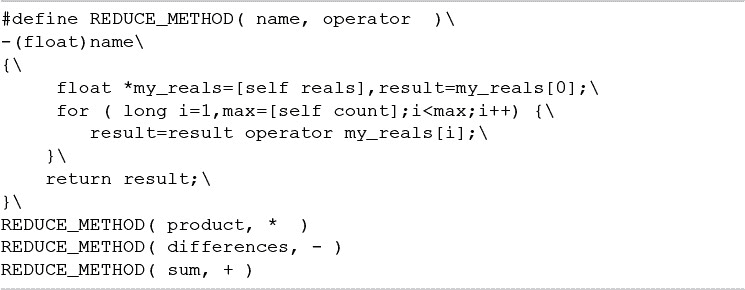 #define REDUCE_METHOD( name, operator  )\
-(float)name\
{\
     float *my_reals=[self reals],result=my_reals[0];\
     for ( long i=1,max=[self count];i<max;i++) {\
        result=result operator my_reals[i];\
    }\
    return result;\
}\
REDUCE_METHOD( product, *  )
REDUCE_METHOD( differences, - )
REDUCE_METHOD( sum, + )